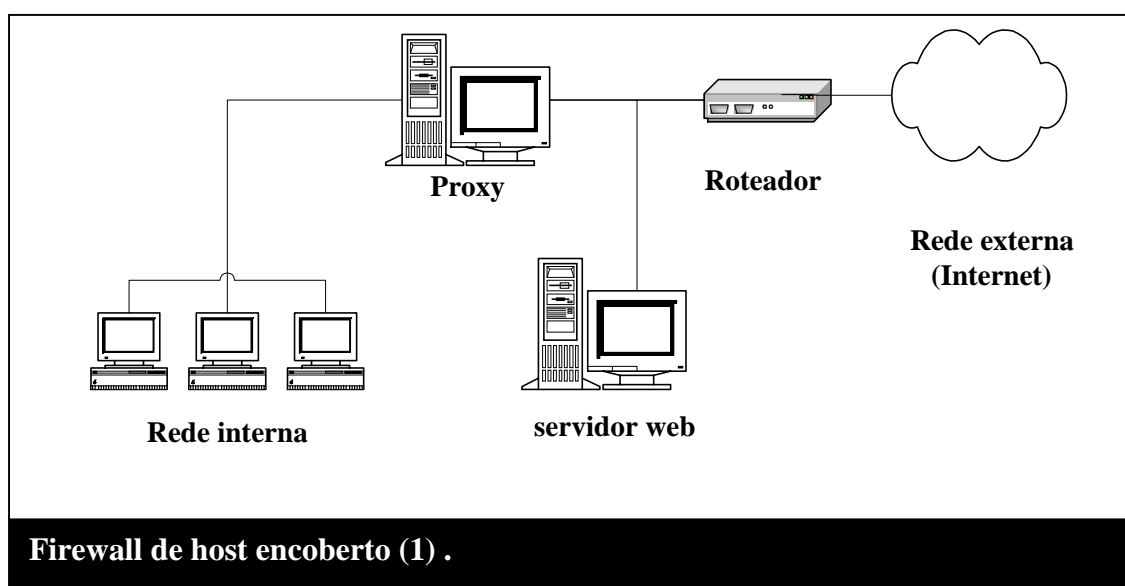 Proxy
Roteador
Rede externa
(Internet)
Rede interna
servidor web
Firewall de host encoberto (1) .